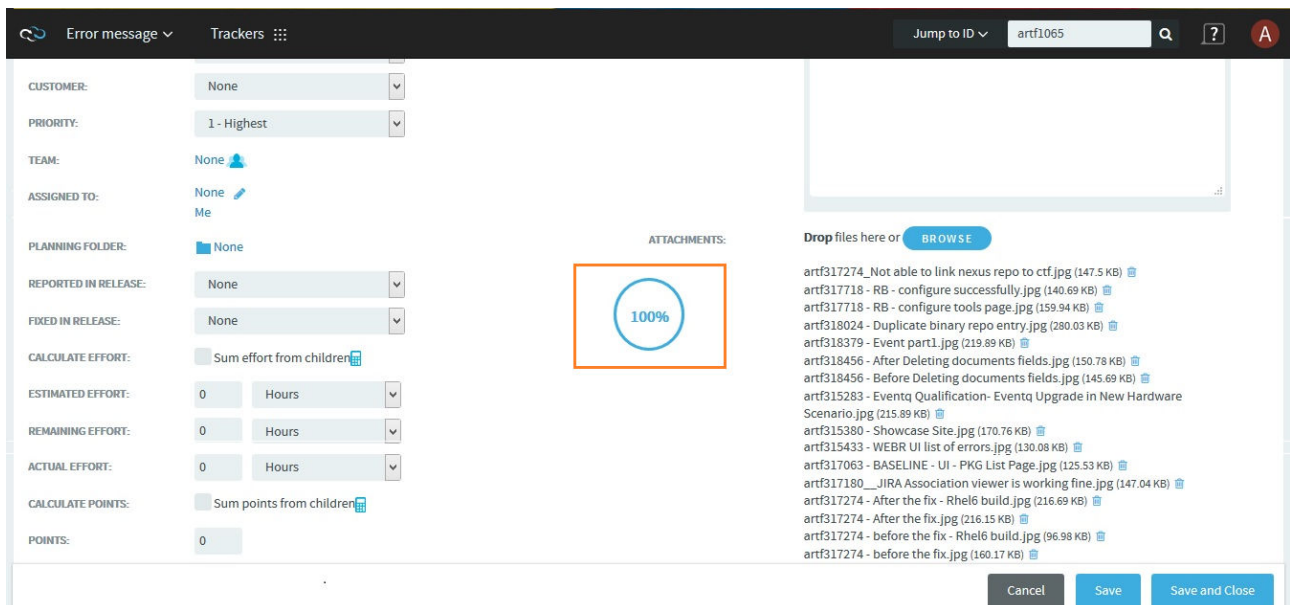 Error message Trackers Jump to ID artf1065 ? A
CUSTOMER: None
PRIORITY: 1 - Highest
TEAM: None
ASSIGNED TO: None
Me
PLANNING FOLDER: None
REPORTED IN RELEASE: None
FIXED IN RELEASE: None
CALCULATE EFFORT: Sum effort from children
ESTIMATED EFFORT: 0 Hours
REMAINING EFFORT: 0 Hours
ACTUAL EFFORT: 0 Hours
CALCULATE POINTS: Sum points from children
POINTS: 0
ATTACHMENTS: Drop files here or BROWSE
100%
artf317274_Not able to link nexus repo to ctf.jpg (147.5 KB)
artf317718 - RB - configure successfully.jpg (140.69 KB)
artf317718 - RB - configure tools page.jpg (159.94 KB)
artf318024 - Duplicate binary repo entry.jpg (280.03 KB)
artf318379 - Event part1.jpg (219.89 KB)
artf318456 - After Deleting documents fields.jpg (150.78 KB)
artf318456 - Before Deleting documents fields.jpg (145.69 KB)
artf315283 - Eventq Qualification- Eventq Upgrade in New Hardware
Scenario.jpg (215.89 KB)
artf315380 - Showcase Site.jpg (170.76 KB)
artf315433 - WEBR UI list of errors.jpg (130.08 KB)
artf317063 - BASELINE - UI - PKG List Page.jpg (125.53 KB)
artf317180__JIRA Association viewer is working fine.jpg (147.04 KB)
artf317274 - After the fix - Rhel6 build.jpg (216.69 KB)
artf317274 - After the fix.jpg (216.15 KB)
artf317274 - before the fix - Rhel6 build.jpg (96.98 KB)
artf317274 - before the fix.jpg (160.17 KB)
Cancel Save Save and Close